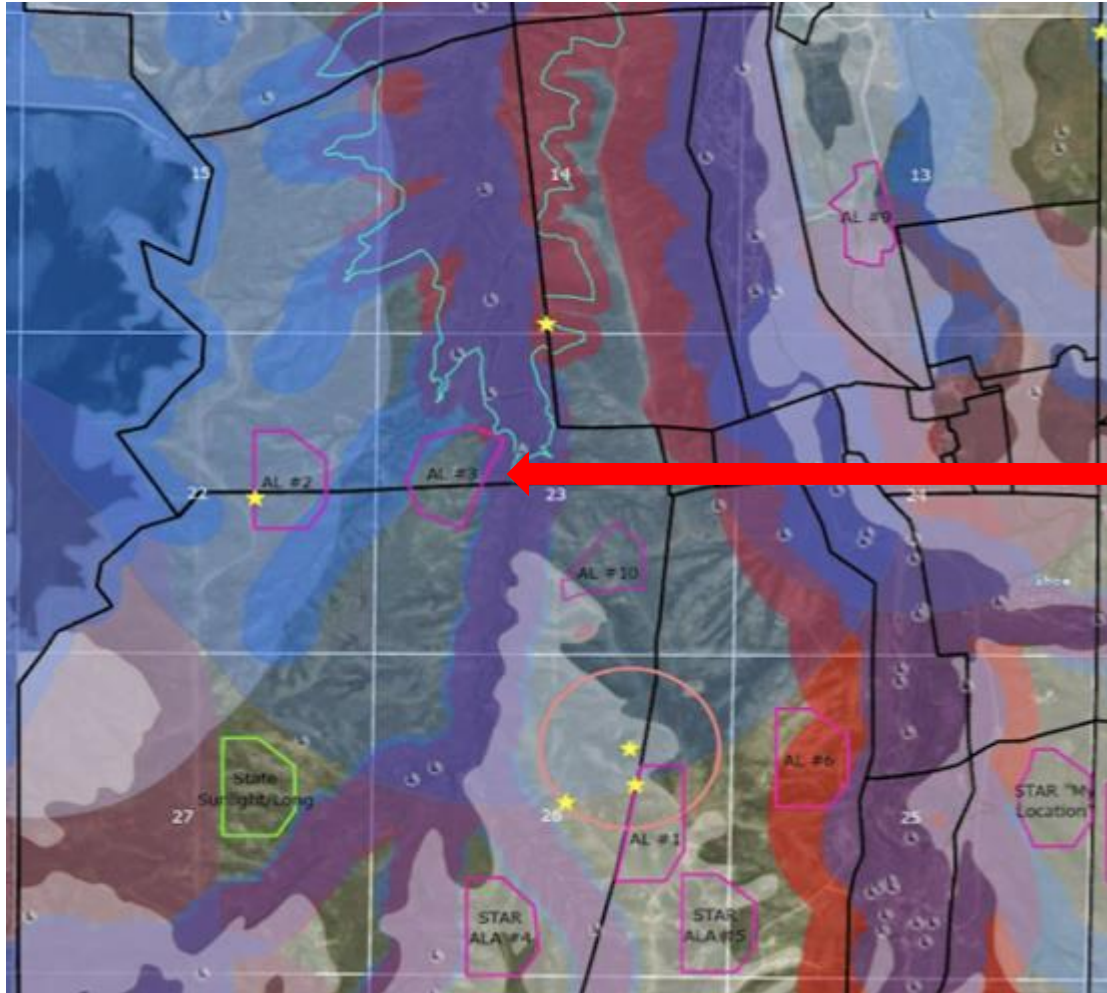 15
14
13
AL #9
AL #2
AL #3
22
23
24
AL #10
AL #6
State
Sunlight/Long
STAR "My
Location"
27
26
25
AL #1
STAR
ALA #4
STAR
ALA #5